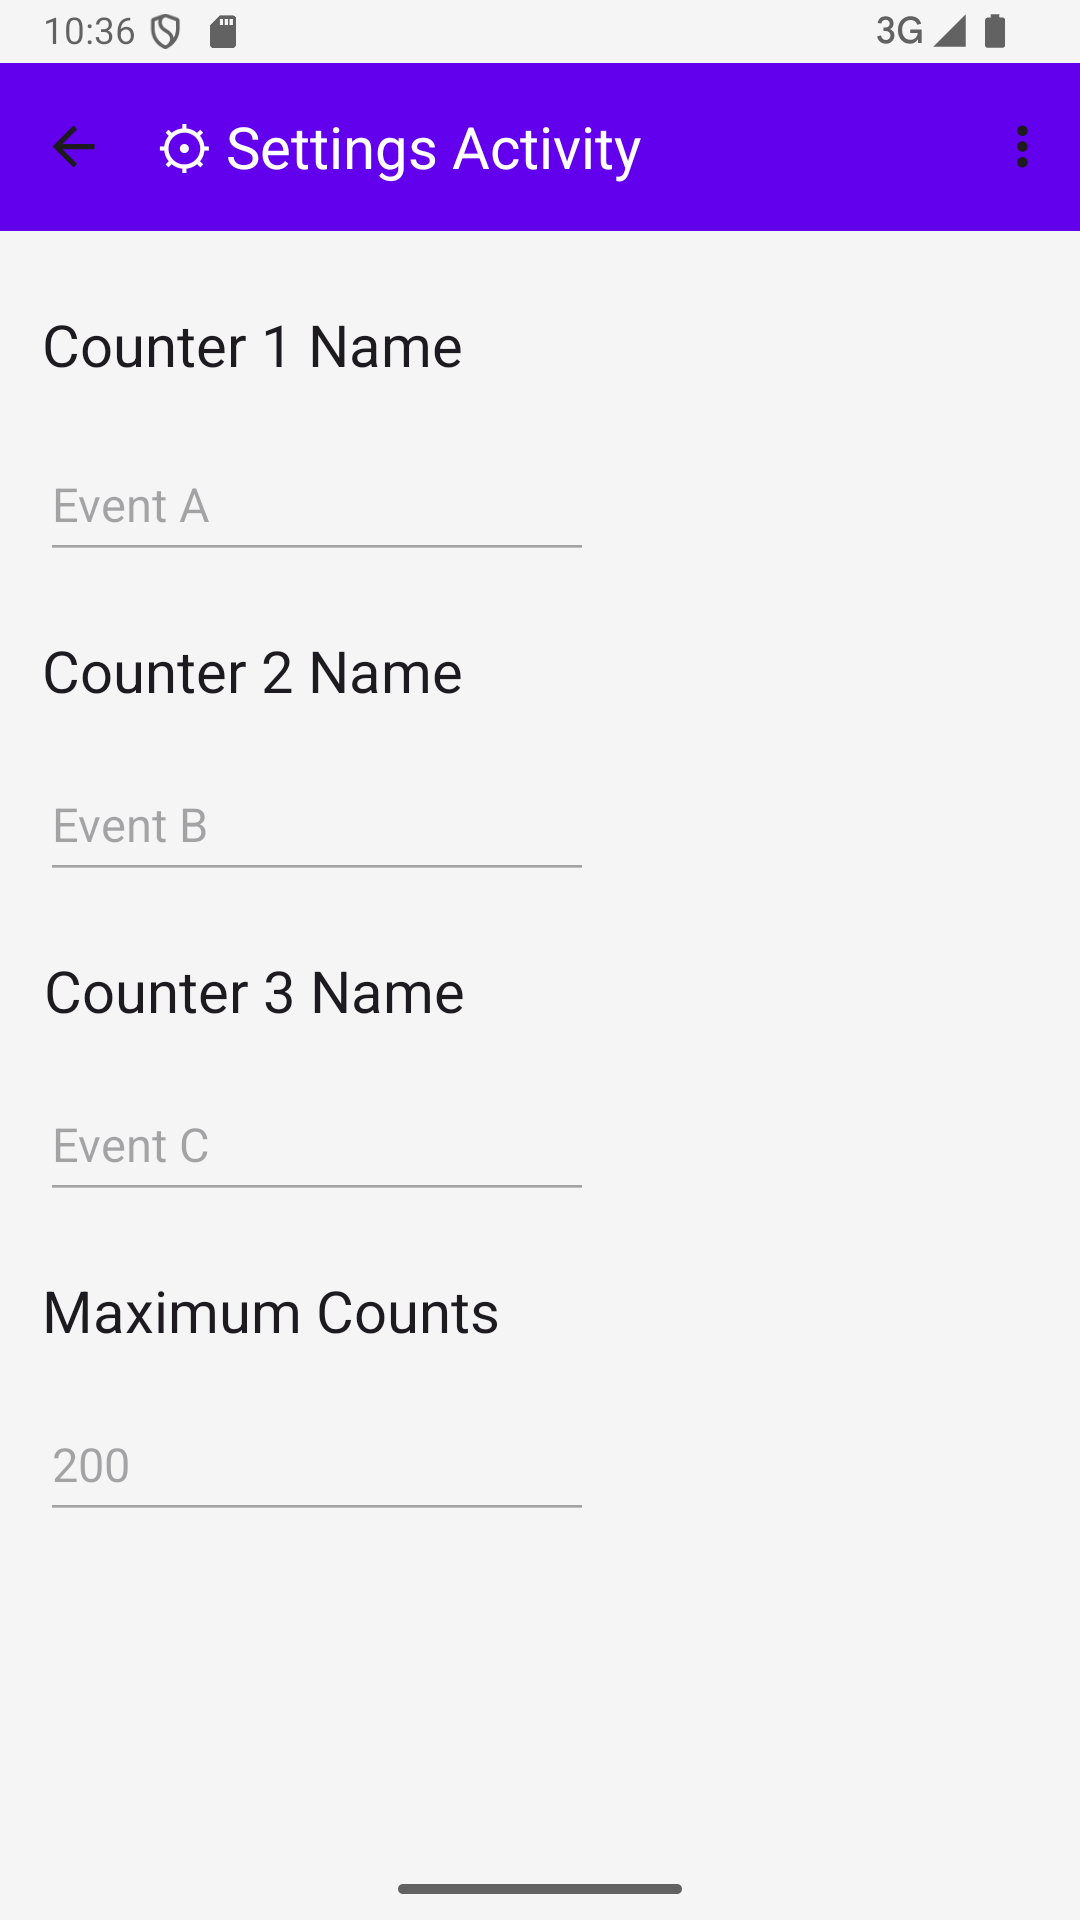 10:36
3G
Settings Activity
Counter 1 Name
Event A
Counter 2 Name
Event B
Counter 3 Name
Event C
Maximum Counts
200